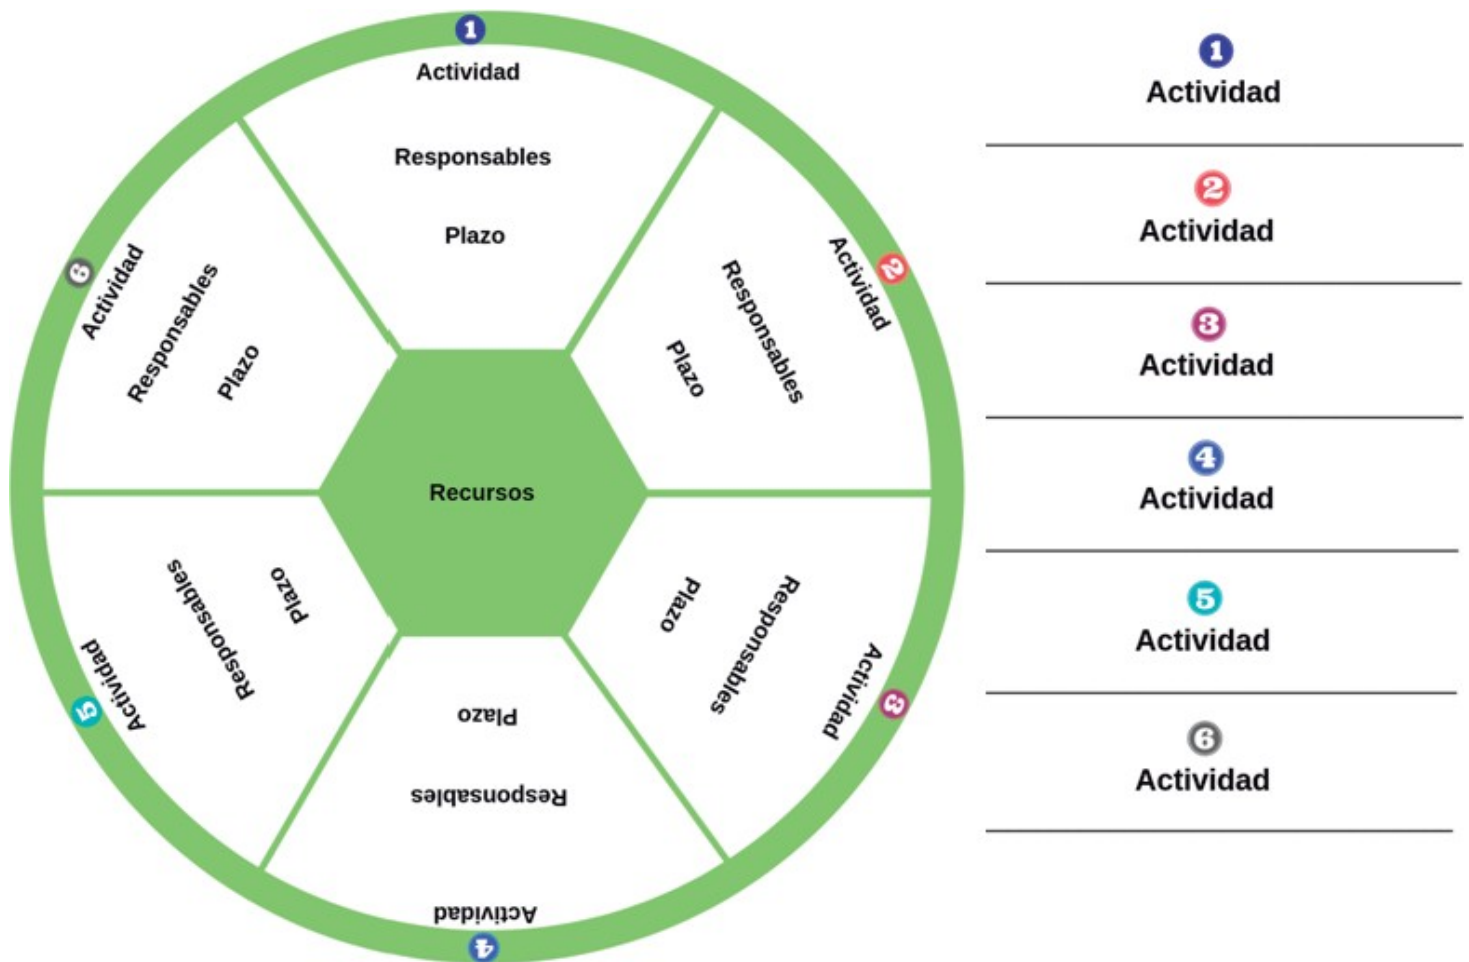 1
Actividad
Responsables
Plazo
2
Actividad
Responsables
Plazo
3
Actividad
Responsables
Plazo
4
Actividad
Responsables
Plazo
5
Actividad
Responsables
Plazo
6
Actividad
Responsables
Plazo
Recursos
1
Actividad
2
Actividad
3
Actividad
4
Actividad
5
Actividad
6
Actividad